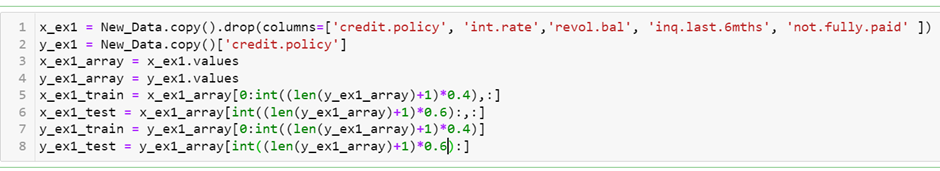 1 x_ex1 = New_Data.copy().drop(columns=['credit.policy', 'int.rate','revol.bal', 'inq.last.6mths', 'not.fully.paid' ])
2 y_ex1 = New_Data.copy()['credit.policy']
3 x_ex1_array = x_ex1.values
4 y_ex1_array = y_ex1.values
5 x_ex1_train = x_ex1_array[0:int((len(y_ex1_array)+1)*0.4),:]
6 x_ex1_test = x_ex1_array[int((len(y_ex1_array)+1)*0.6):,:]
7 y_ex1_train = y_ex1_array[0:int((len(y_ex1_array)+1)*0.4)]
8 y_ex1_test = y_ex1_array[int((len(y_ex1_array)+1)*0.6):]